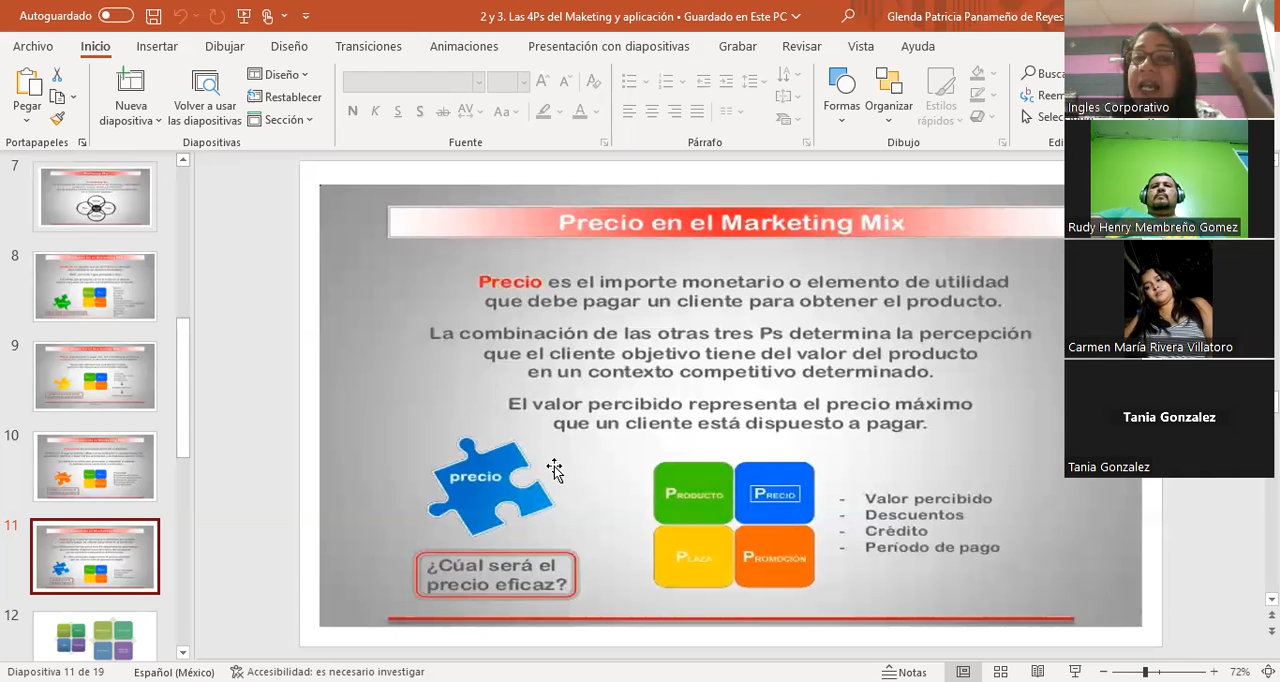 Autoguardado
2 y 3. Las 4Ps del Maketing y aplicación • Guardado en Este PC
Glenda Patricia Panameño de Reyes
Archivo
Inicio
Insertar
Dibujar
Diseño
Transiciones
Animaciones
Presentación con diapositivas
Grabar
Revisar
Vista
Ayuda
Pegar
Nueva
diapositiva
Volver a usar
las diapositivas
Diseño
Restablecer
Sección
N K S S ab AV Aa
Formas
Organizar
Estilos
rápidos
Busca
Reem
Selec
Portapapeles
Diapositivas
Fuente
Párrafo
Dibujo
Edi
Ingles Corporativo
Rudy Henry Membreño Gomez
Carmen María Rivera Villatoro
Tania Gonzalez
Tania Gonzalez
7
8
9
10
11
12
Precio en el Marketing Mix
Precio es el importe monetario o elemento de utilidad
que debe pagar un cliente para obtener el producto.
La combinación de las otras tres Ps determina la percepción
que el cliente objetivo tiene del valor del producto
en un contexto competitivo determinado.
El valor percibido representa el precio máximo
que un cliente está dispuesto a pagar.
precio
¿Cúal será el
precio eficaz?
PRODUCTO
PRECIO
PLAZA
PROMOCIÓN
- Valor percibido
- Descuentos
- Crédito
- Período de pago
Diapositiva 11 de 19
Español (México)
Accesibilidad: es necesario investigar
Notas
72%